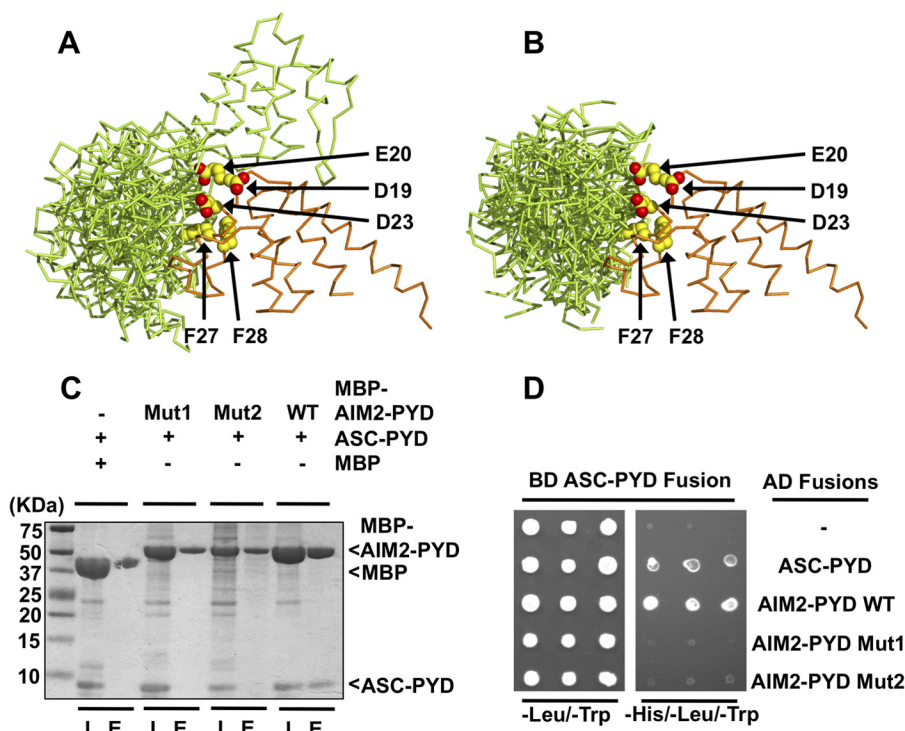 A
B
E20
D19
D23
F27 F28
E20
D19
D23
F27 F28
C
MBP-
- Mut1 Mut2 WT AIM2-PYD
+ + + + ASC-PYD
+ - - - MBP
(KDa)
75
50
37
25
20
15
10
MBP-
<AIM2-PYD
<MBP
<ASC-PYD
D
BD ASC-PYD Fusion AD Fusions
-
ASC-PYD
AIM2-PYD WT
AIM2-PYD Mut1
AIM2-PYD Mut2
-Leu/-Trp -His/-Leu/-Trp